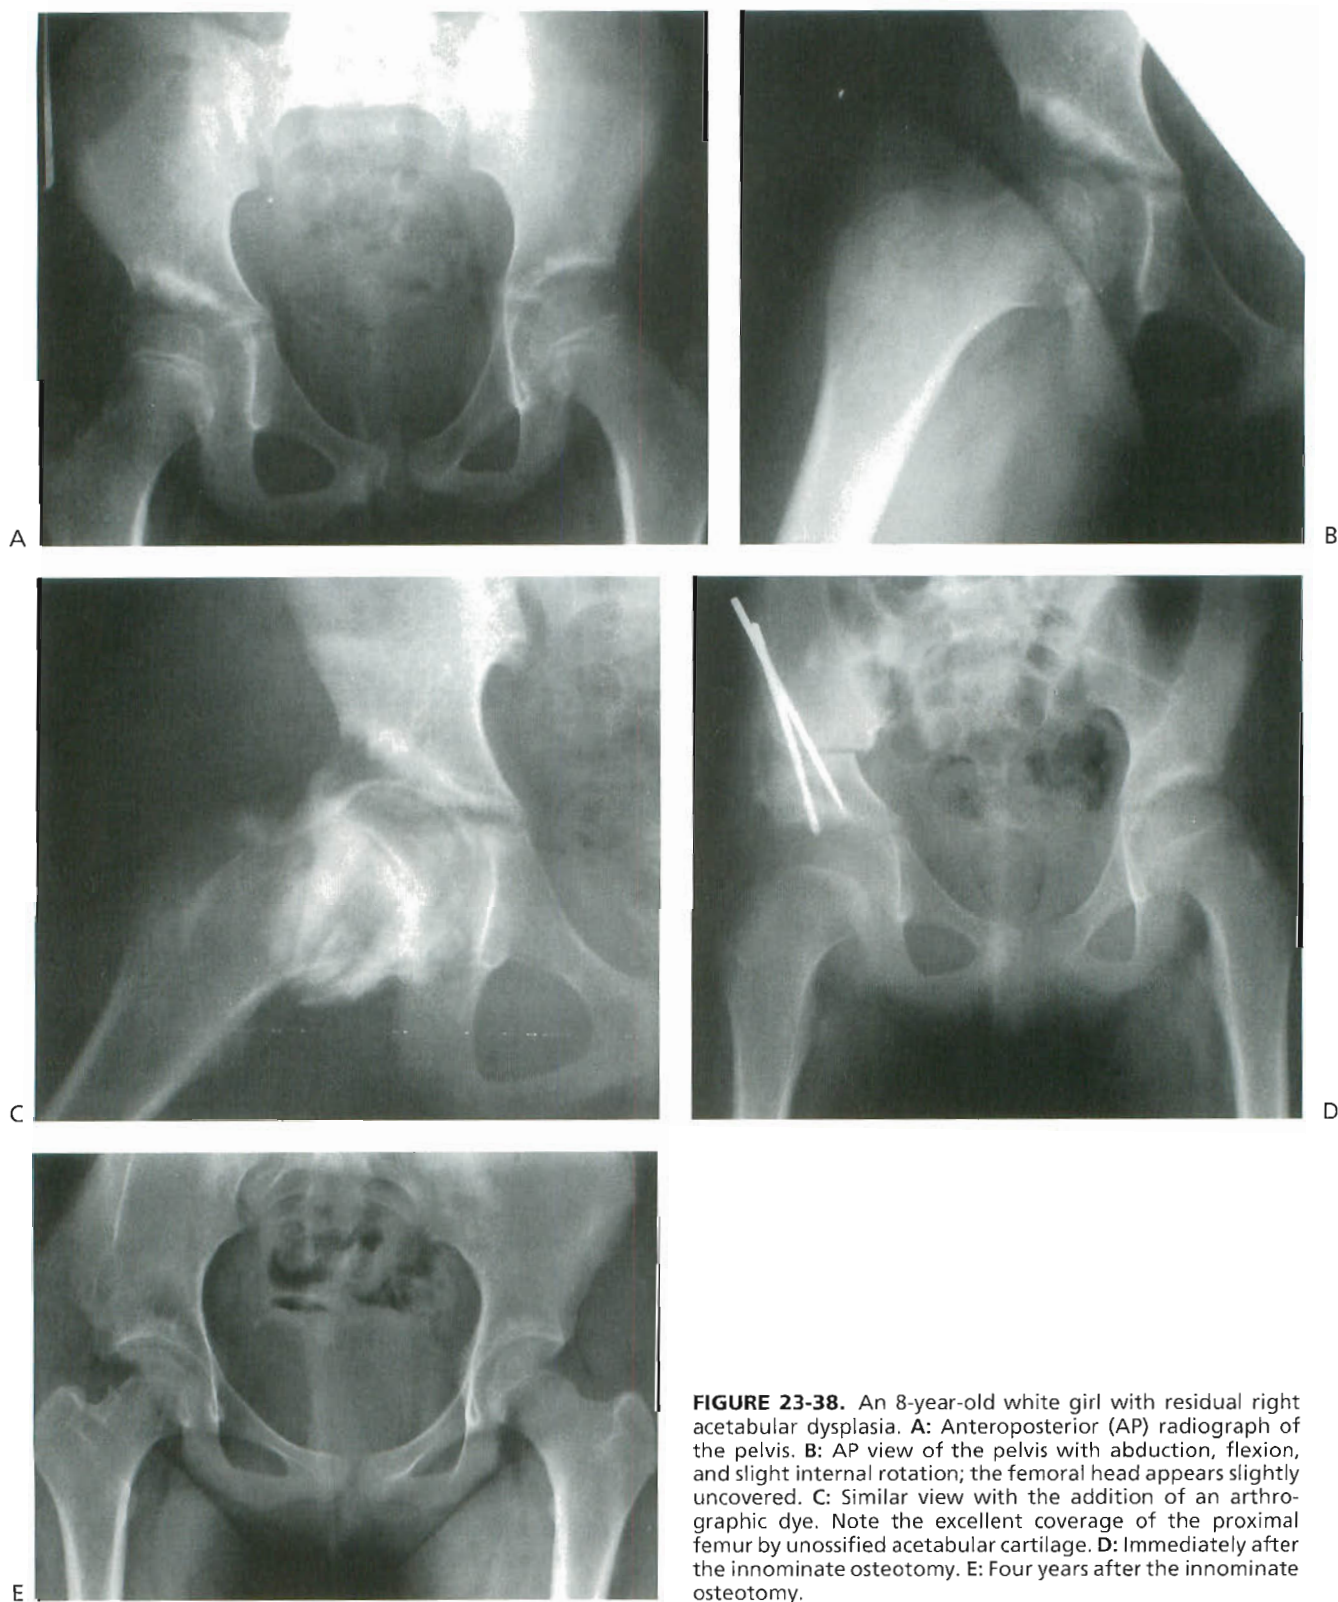 A
B
C
D
E
FIGURE 23-38. An 8-year-old white girl with residual right
acetabular dysplasia. A: Anteroposterior (AP) radiograph of
the pelvis. B: AP view of the pelvis with abduction, flexion,
and slight internal rotation; the femoral head appears slightly
uncovered. C: Similar view with the addition of an arthro-
graphic dye. Note the excellent coverage of the proximal
femur by unossified acetabular cartilage. D: Immediately after
the innominate osteotomy. E: Four years after the innominate
osteotomy.